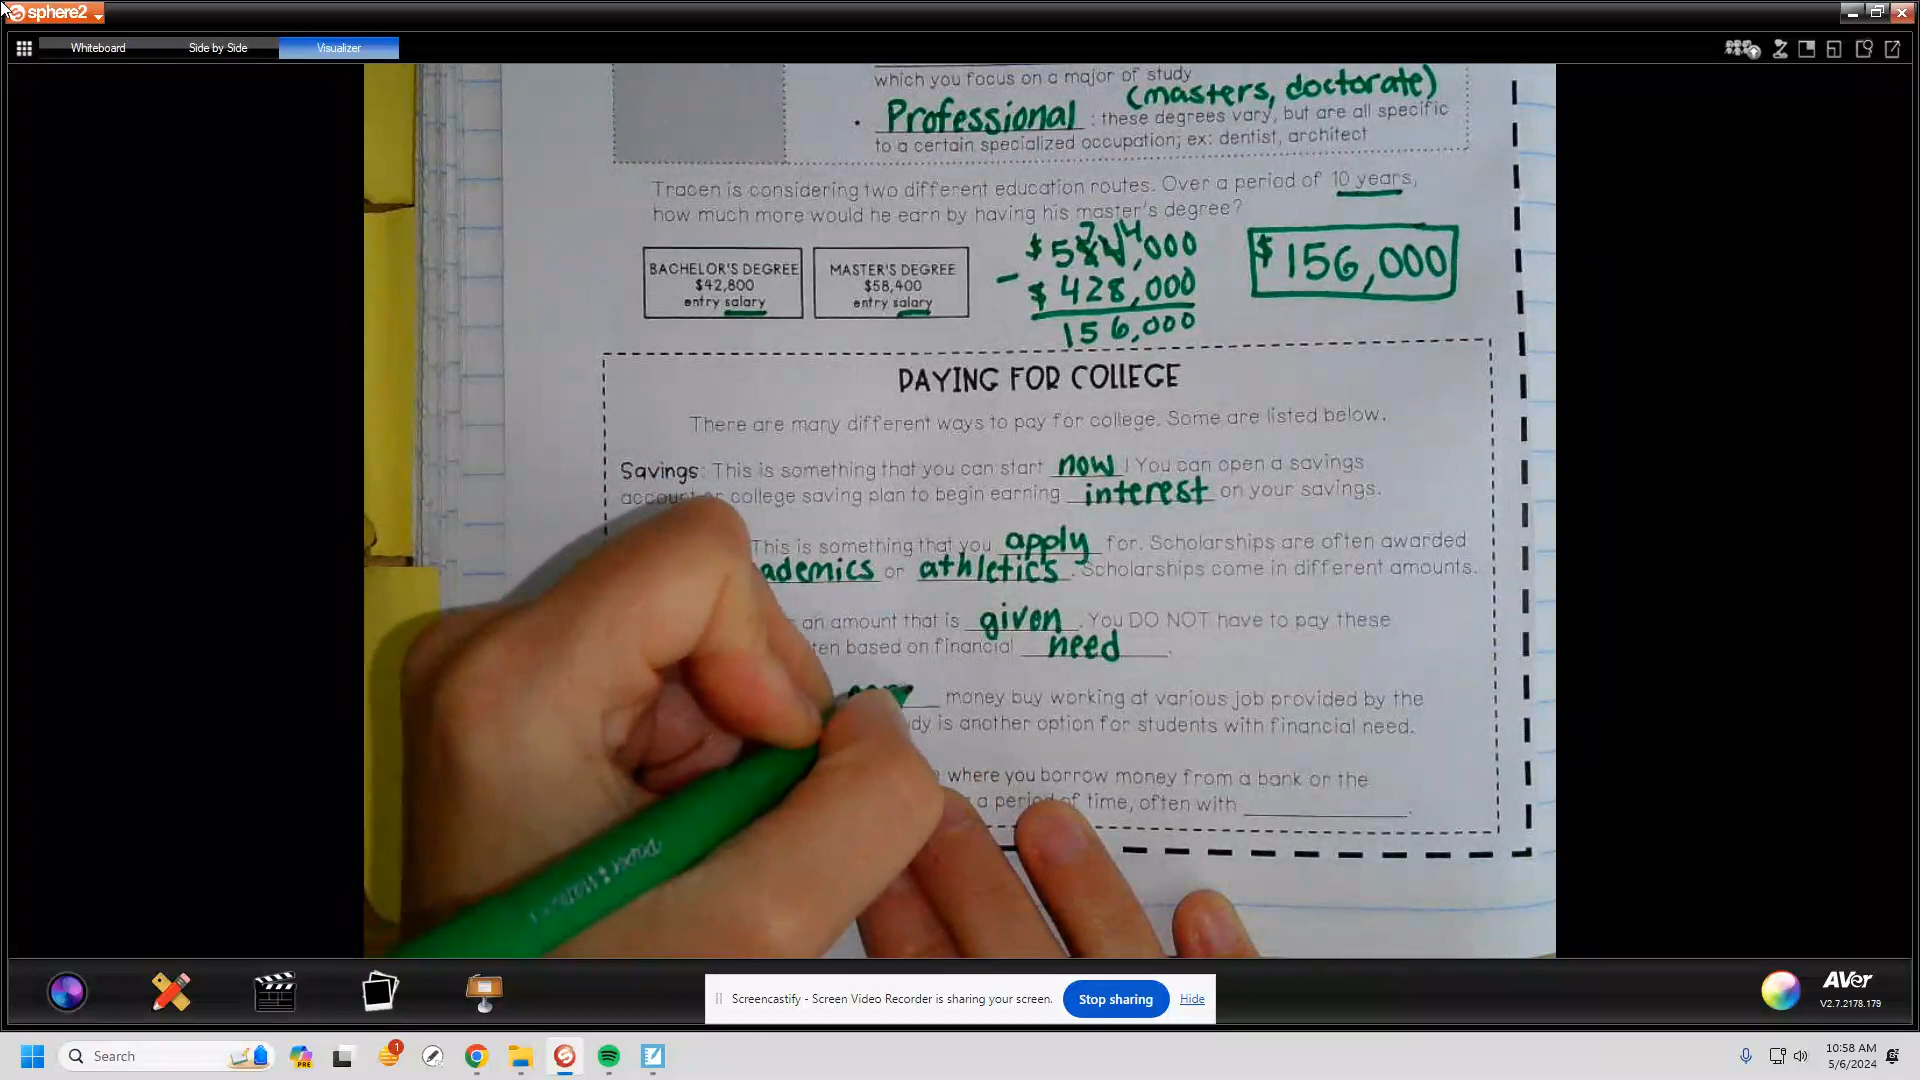 sphere2
Whiteboard Side by Side Visualizer
which you focus on a major of study
(masters, doctorate)
• Professional : these degrees vary, but are all specific
to a certain specialized occupation; ex: dentist, architect
Tracen is considering two different education routes. Over a period of 10 years,
how much more would he earn by having his master's degree?
BACHELOR'S DEGREE
$42,800
entry salary
MASTER'S DEGREE
$58,400
entry salary
- $428,000
156,000
$156,000
PAYING FOR COLLEGE
There are many different ways to pay for college. Some are listed below.
Savings: This is something that you can start now! You can open a savings
account or college saving plan to begin earning interest on your savings.
This is something that you apply for. Scholarships are often awarded
ademics or athletics. Scholarships come in different amounts.
an amount that is given. You DO NOT have to pay these
ten based on financial need.
money buy working at various job provided by the
dy is another option for students with financial need.
where you borrow money from a bank or the
a period of time, often with ____.
paper mate
Screencastify - Screen Video Recorder is sharing your screen. Stop sharing Hide
AVer
V2.7.2178.179
Search
PRE
1
10:58 AM
5/6/2024